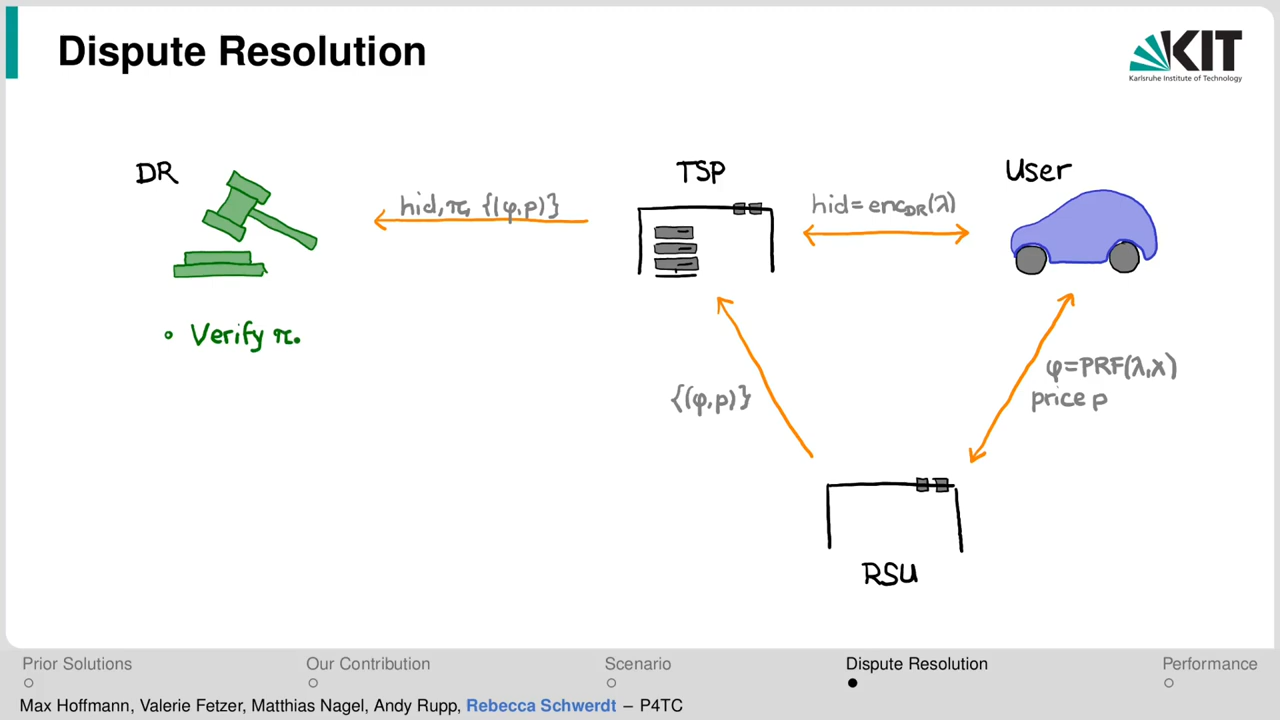 Dispute Resolution
KIT
Karlsruhe Institute of Technology
DR
TSP
User
hid, π, {(φ,p)}
hid=enc_DR(λ)
• Verify π.
{(φ,p)}
φ=PRF(λ,x)
price p
RSU
Prior Solutions
Our Contribution
Scenario
Dispute Resolution
Performance
Max Hoffmann, Valerie Fetzer, Matthias Nagel, Andy Rupp, Rebecca Schwerdt – P4TC